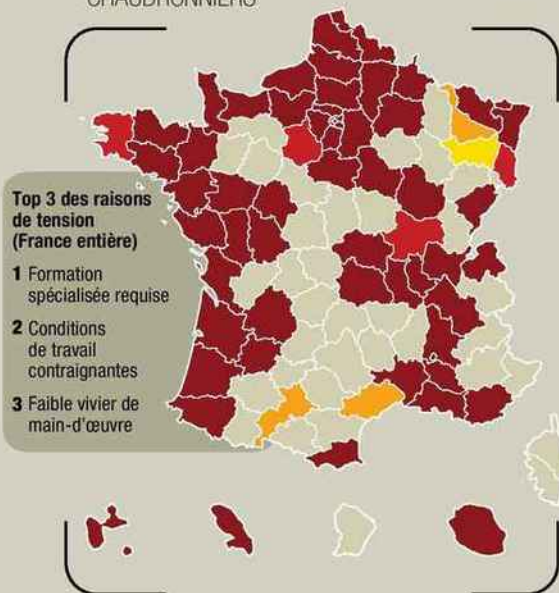 CHAUDRONNIERS
Top 3 des raisons
de tension
(France entière)
1 Formation
spécialisée requise
2 Conditions
de travail
contraignantes
3 Faible vivier de
main-d'œuvre